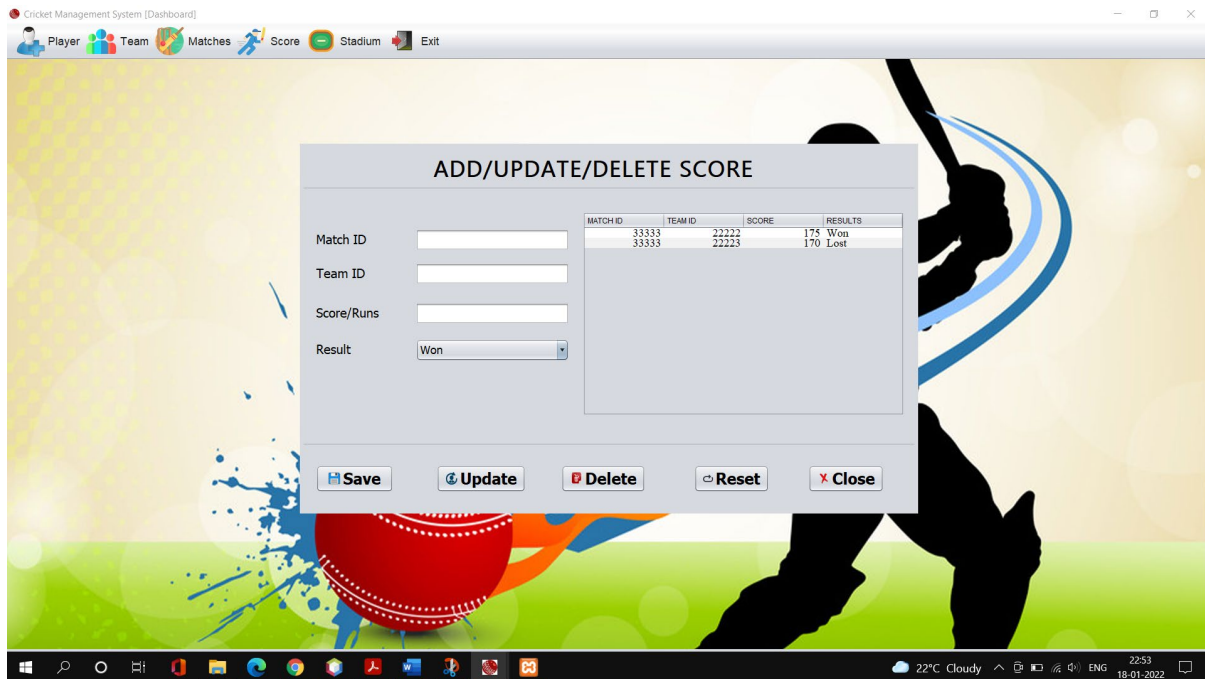 Cricket Management System [Dashboard]
Player Team Matches Score Stadium Exit
ADD/UPDATE/DELETE SCORE
MATCH ID TEAM ID SCORE RESULTS
33333 22222 175 Won
33333 22223 170 Lost
Match ID
Team ID
Score/Runs
Result Won
Save Update Delete Reset Close
22°C Cloudy ENG 22:53
18-01-2022